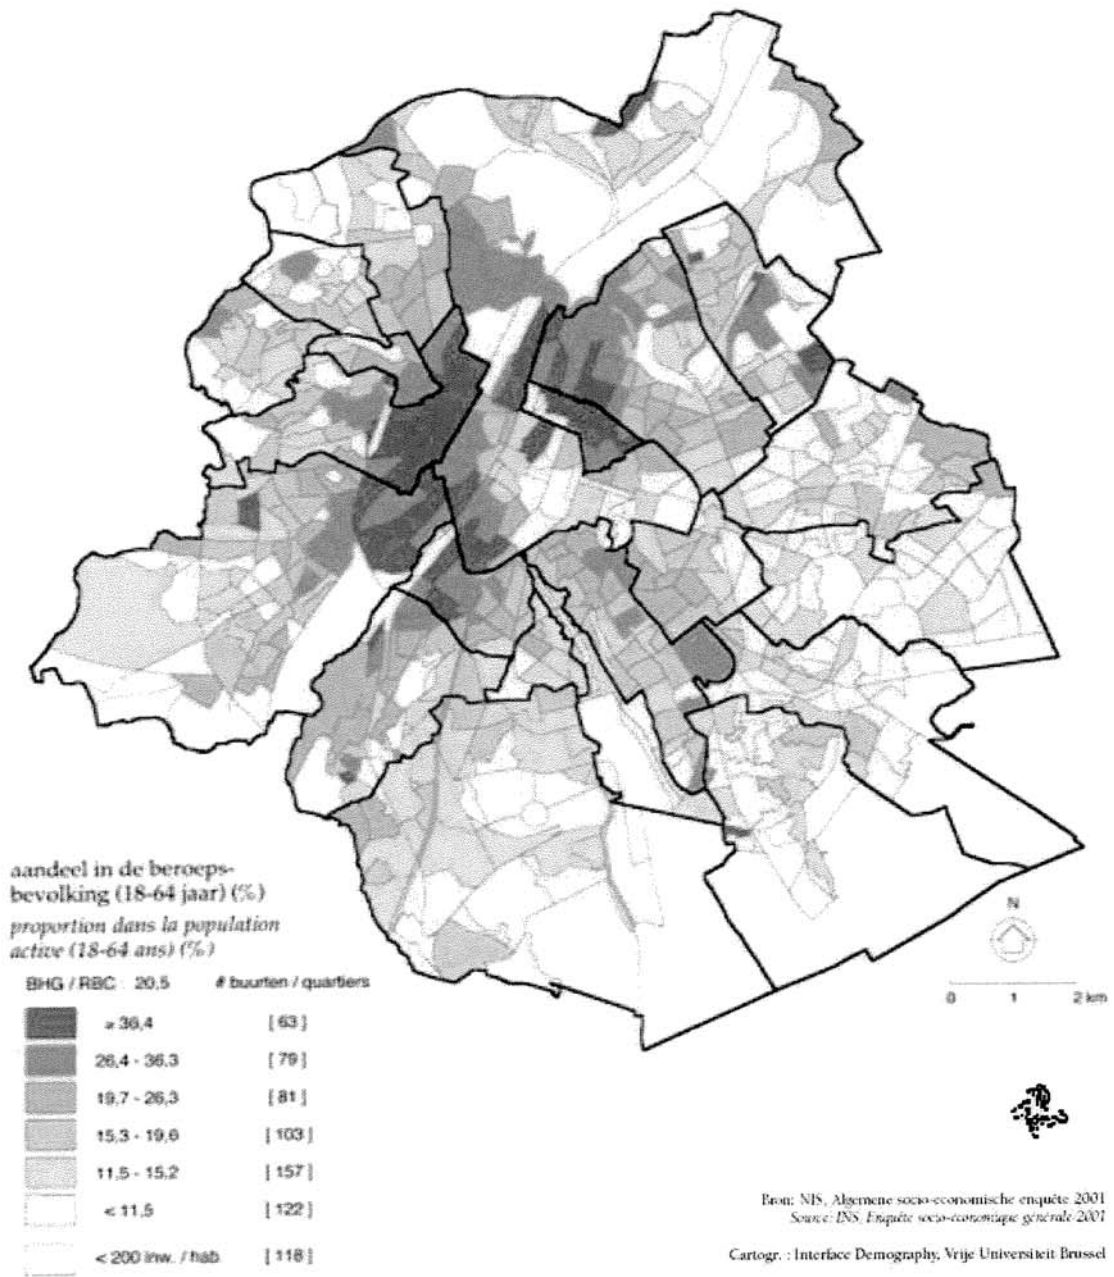 aandeel in de beroeps-
bevolking (18-64 jaar) (%)
proportion dans la population
active (18-64 ans) (%)
BHG / RBC : 20,5 # buurten / quartiers
≥ 36,4 [ 63 ]
26,4 - 36,3 [ 79 ]
19,7 - 26,3 [ 81 ]
15,3 - 19,6 [ 103 ]
11,5 - 15,2 [ 157 ]
< 11,5 [ 122 ]
< 200 inw. / hab. [ 118 ]
N
0 1 2 km
Bron: NIS, Algemene socio-economische enquête 2001
Source: INS, Enquête socio-économique générale 2001
Cartogr. : Interface Demography, Vrije Universiteit Brussel